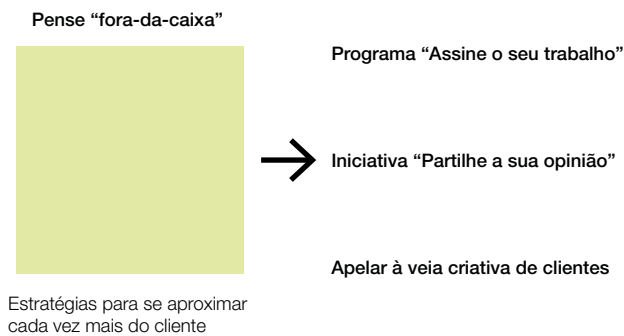 Pense “fora-da-caixa”
Programa “Assine o seu trabalho”
Iniciativa “Partilhe a sua opinião”
Apelar à veia criativa de clientes
Estratégias para se aproximar
cada vez mais do cliente